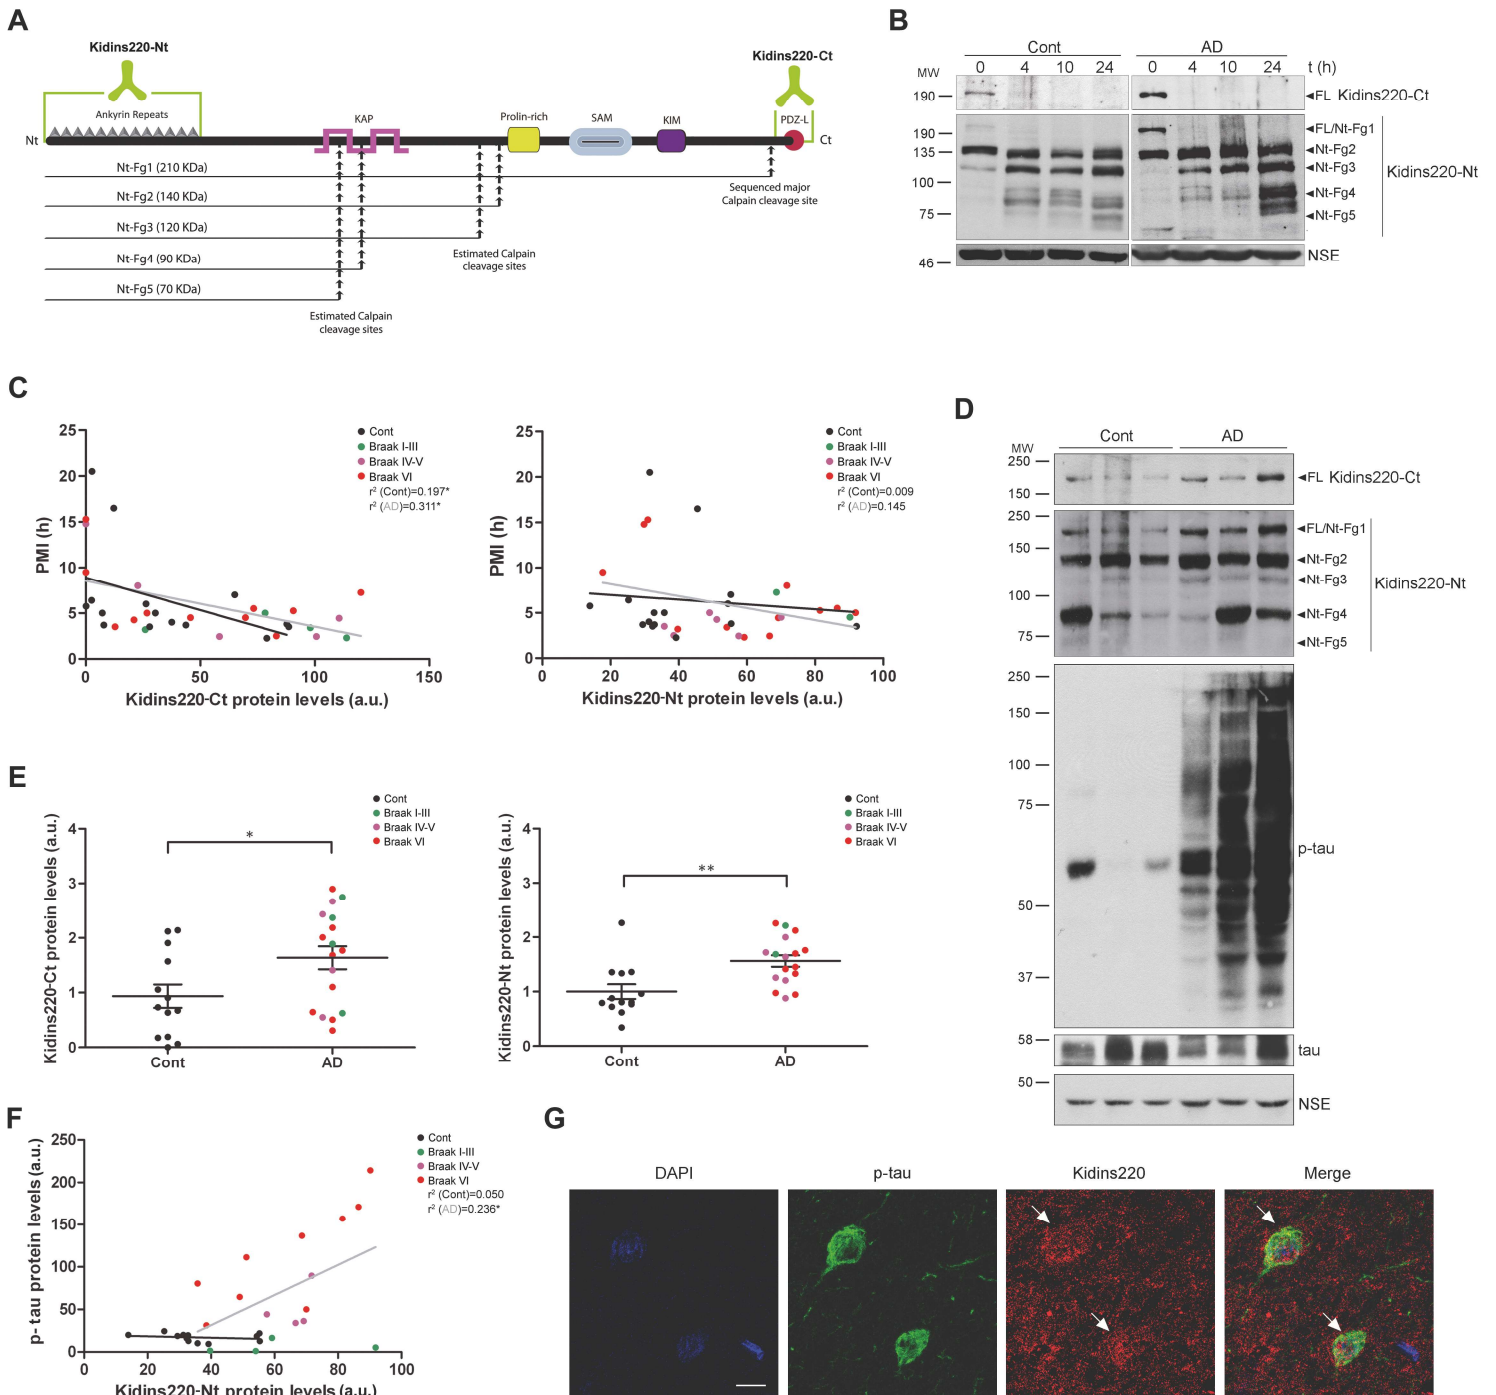 A
Kidins220-Nt
Kidins220-Ct
Ankyrin Repeats
KAP
Prolin-rich
SAM
KIM
PDZ-L
Nt
Ct
Nt-Fg1 (210 KDa)
Nt-Fg2 (140 KDa)
Nt-Fg3 (120 KDa)
Nt-Fg4 (90 KDa)
Nt-Fg5 (70 KDa)
Sequenced major
Calpain cleavage site
Estimated Calpain
cleavage sites
Estimated Calpain
cleavage sites
B
Cont AD
MW 0 4 10 24 0 4 10 24 t (h)
190 FL Kidins220-Ct
190 FL/Nt-Fg1
135 Nt-Fg2
Nt-Fg3
100 Kidins220-Nt
Nt-Fg4
75 Nt-Fg5
46 NSE
C
PMI (h)
25
20
15
10
5
0
0 50 100 150
Kidins220-Ct protein levels (a.u.)
Cont
Braak I-III
Braak IV-V
Braak VI
r² (Cont)=0.197*
r² (AD)=0.311*
PMI (h)
25
20
15
10
5
0
0 20 40 60 80 100
Kidins220-Nt protein levels (a.u.)
Cont
Braak I-III
Braak IV-V
Braak VI
r² (Cont)=0.009
r² (AD)=0.145
D
Cont AD
MW
250
FL Kidins220-Ct
150
250
FL/Nt-Fg1
150
Nt-Fg2
Nt-Fg3
Kidins220-Nt
100
Nt-Fg4
75
Nt-Fg5
250
150
100
75
p-tau
50
37
58
tau
50
NSE
E
Kidins220-Ct protein levels (a.u.)
4
3
2
1
0
*
Cont AD
Cont
Braak I-III
Braak IV-V
Braak VI
Kidins220-Nt protein levels (a.u.)
4
3
2
1
0
**
Cont AD
Cont
Braak I-III
Braak IV-V
Braak VI
F
p-tau protein levels (a.u.)
250
200
150
100
50
0
0 20 40 60 80 100
Kidins220-Nt protein levels (a.u.)
Cont
Braak I-III
Braak IV-V
Braak VI
r² (Cont)=0.050
r² (AD)=0.236*
G
DAPI p-tau Kidins220 Merge